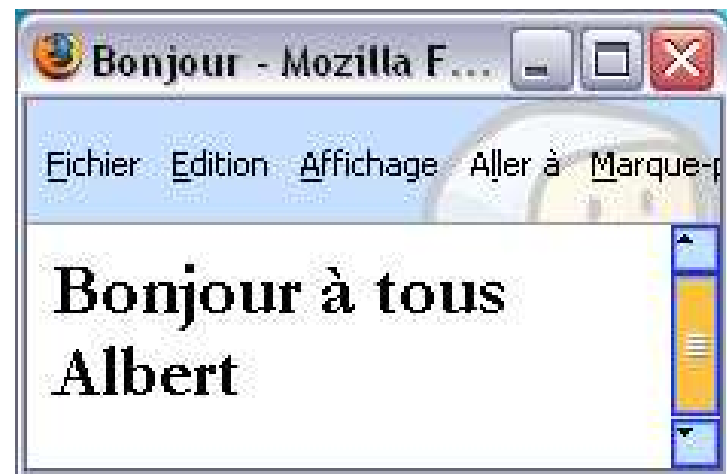 Bonjour - Mozilla F...
Fichier Edition Affichage Aller à Marque-p
Bonjour à tous
Albert